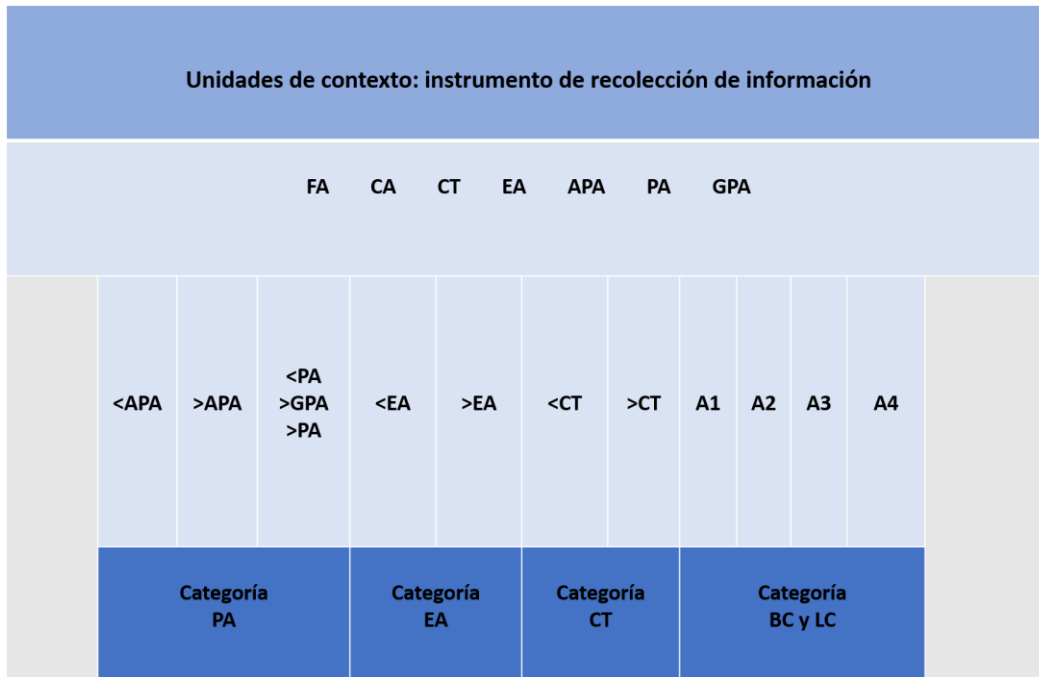 Unidades de contexto: instrumento de recolección de información
FA CA CT EA APA PA GPA
<APA >APA <PA >GPA >PA <EA >EA <CT >CT A1 A2 A3 A4
Categoría PA
Categoría EA
Categoría CT
Categoría BC y LC